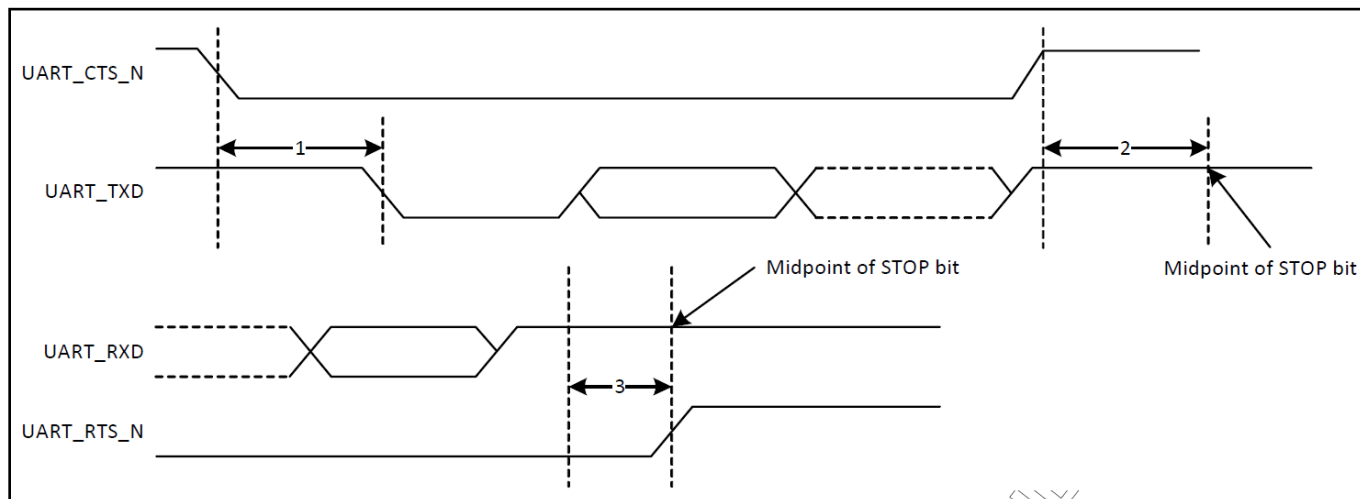 UART_CTS_N
1
2
UART_TXD
Midpoint of STOP bit
Midpoint of STOP bit
UART_RXD
3
UART_RTS_N